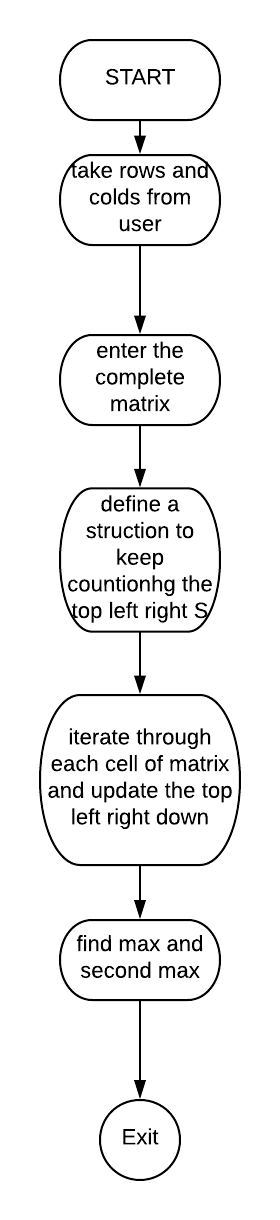 START
take rows and
colds from
user
enter the
complete
matrix
define a
struction to
keep
countionhg the
top left right S
iterate through
each cell of matrix
and update the top
left right down
find max and
second max
Exit